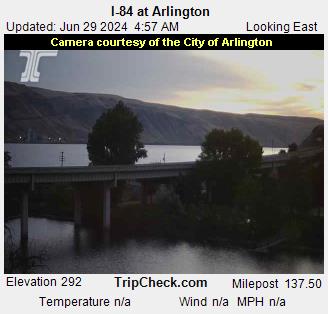 I-84 at Arlington
Updated: Jun 29 2024 4:57 AM Looking East
Camera courtesy of the City of Arlington
Elevation 292 TripCheck.com Milepost 137.50
Temperature n/a Wind n/a MPH n/a